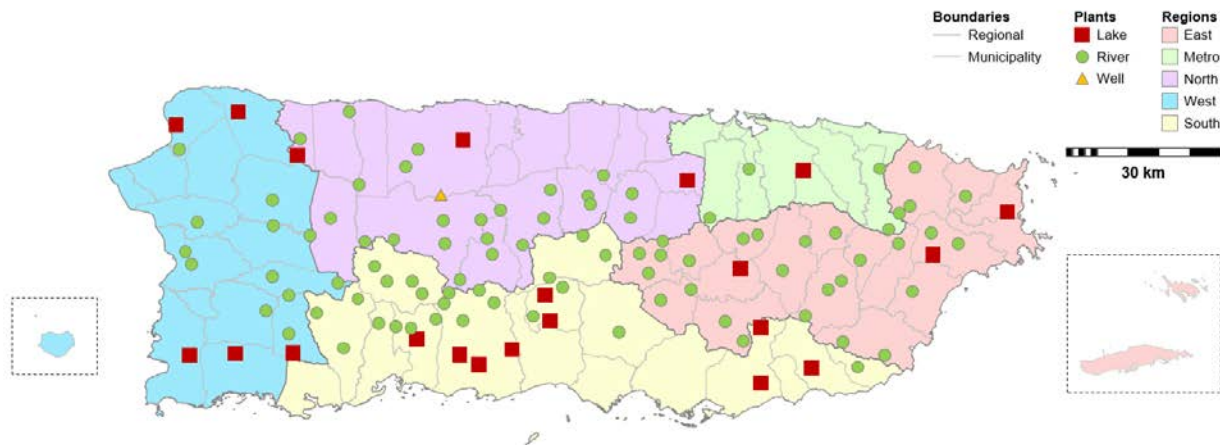 Boundaries
Regional
Municipality
Plants
Lake
River
Well
Regions
East
Metro
North
West
South
30 km